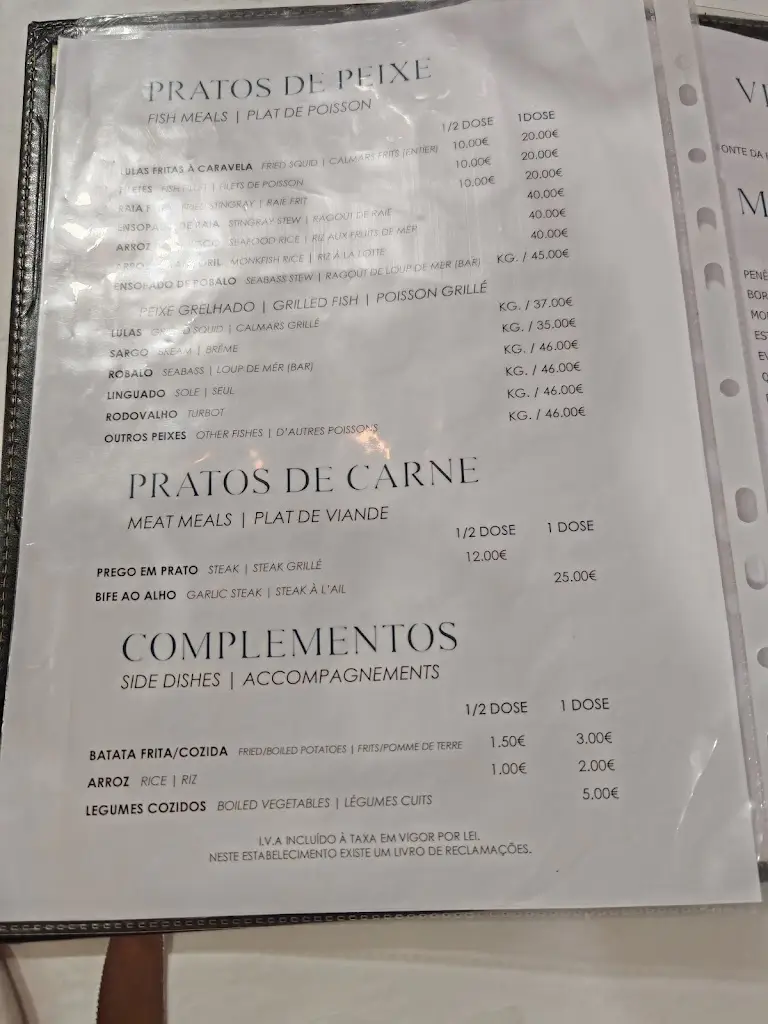 PRATOS DE PEIXE
FISH MEALS | PLAT DE POISSON
1/2 DOSE 1DOSE
LULAS FRITAS À CARAVELA FRIED SQUID | CALMARS FRITS (ENTIER) 10.00€ 20.00€
FISH FILLET | FILETS DE POISSON 10.00€ 20.00€
STINGRAY | RAIE FRIT 10.00€ 20.00€
STINGRAY STEW | RAGOUT DE RAIE 40.00€
ARROZ SEAFOOD RICE | RIZ AUX FRUITS DE MER 40.00€
MONKFISH RICE | RIZ À LA LOTTE 40.00€
ENSOPADO DE ROBALO SEABASS STEW | RAGOUT DE LOUP DE MER (BAR) KG. / 45.00€
PEIXE GRELHADO | GRILLED FISH | POISSON GRILLÉ
LULAS SQUID | CALMARS GRILLÉ KG. / 37.00€
SARGO BREAM | BRÈME KG. / 35.00€
ROBALO SEABASS | LOUP DE MER (BAR) KG. / 46.00€
LINGUADO SOLE | SEUL KG. / 46.00€
RODOVALHO TURBOT KG. / 46.00€
OUTROS PEIXES OTHER FISHES | D'AUTRES POISSONS KG. / 46.00€
PRATOS DE CARNE
MEAT MEALS | PLAT DE VIANDE
1/2 DOSE 1 DOSE
PREGO EM PRATO STEAK | STEAK GRILLÉ 12.00€
BIFE AO ALHO GARLIC STEAK | STEAK À L'AIL 25.00€
COMPLEMENTOS
SIDE DISHES | ACCOMPAGNEMENTS
1/2 DOSE 1 DOSE
BATATA FRITA/COZIDA FRIED/BOILED POTATOES | FRITS/POMME DE TERRE 1.50€ 3.00€
ARROZ RICE | RIZ 1.00€ 2.00€
LEGUMES COZIDOS BOILED VEGETABLES | LÉGUMES CUITS 5.00€
I.V.A INCLUÍDO À TAXA EM VIGOR POR LEI.
NESTE ESTABELECIMENTO EXISTE UM LIVRO DE RECLAMAÇÕES.